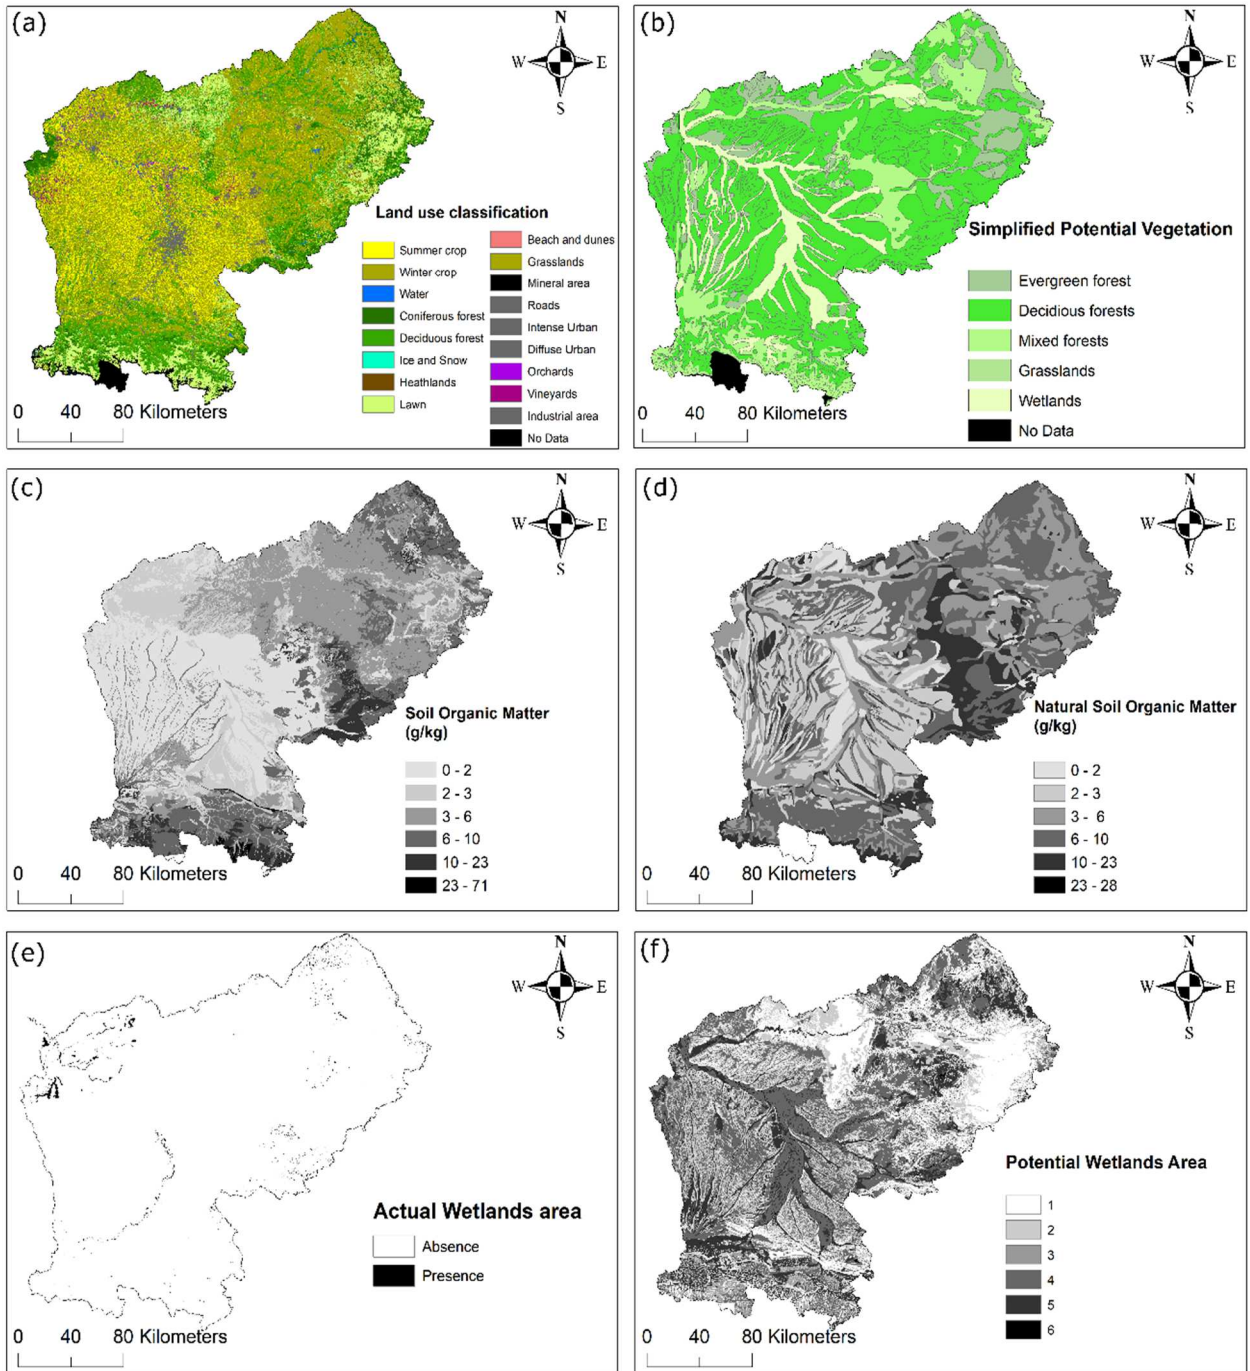 (a)
N
W E
S
Land use classification
Summer crop
Winter crop
Water
Coniferous forest
Deciduous forest
Ice and Snow
Heathlands
Lawn
Beach and dunes
Grasslands
Mineral area
Roads
Intense Urban
Diffuse Urban
Orchards
Vineyards
Industrial area
No Data
0 40 80 Kilometers
(b)
N
W E
S
Simplified Potential Vegetation
Evergreen forest
Decidious forests
Mixed forests
Grasslands
Wetlands
No Data
0 40 80 Kilometers
(c)
N
W E
S
Soil Organic Matter
(g/kg)
0 - 2
2 - 3
3 - 6
6 - 10
10 - 23
23 - 71
0 40 80 Kilometers
(d)
N
W E
S
Natural Soil Organic Matter
(g/kg)
0 - 2
2 - 3
3 - 6
6 - 10
10 - 23
23 - 28
0 40 80 Kilometers
(e)
N
W E
S
Actual Wetlands area
Absence
Presence
0 40 80 Kilometers
(f)
N
W E
S
Potential Wetlands Area
1
2
3
4
5
6
0 40 80 Kilometers